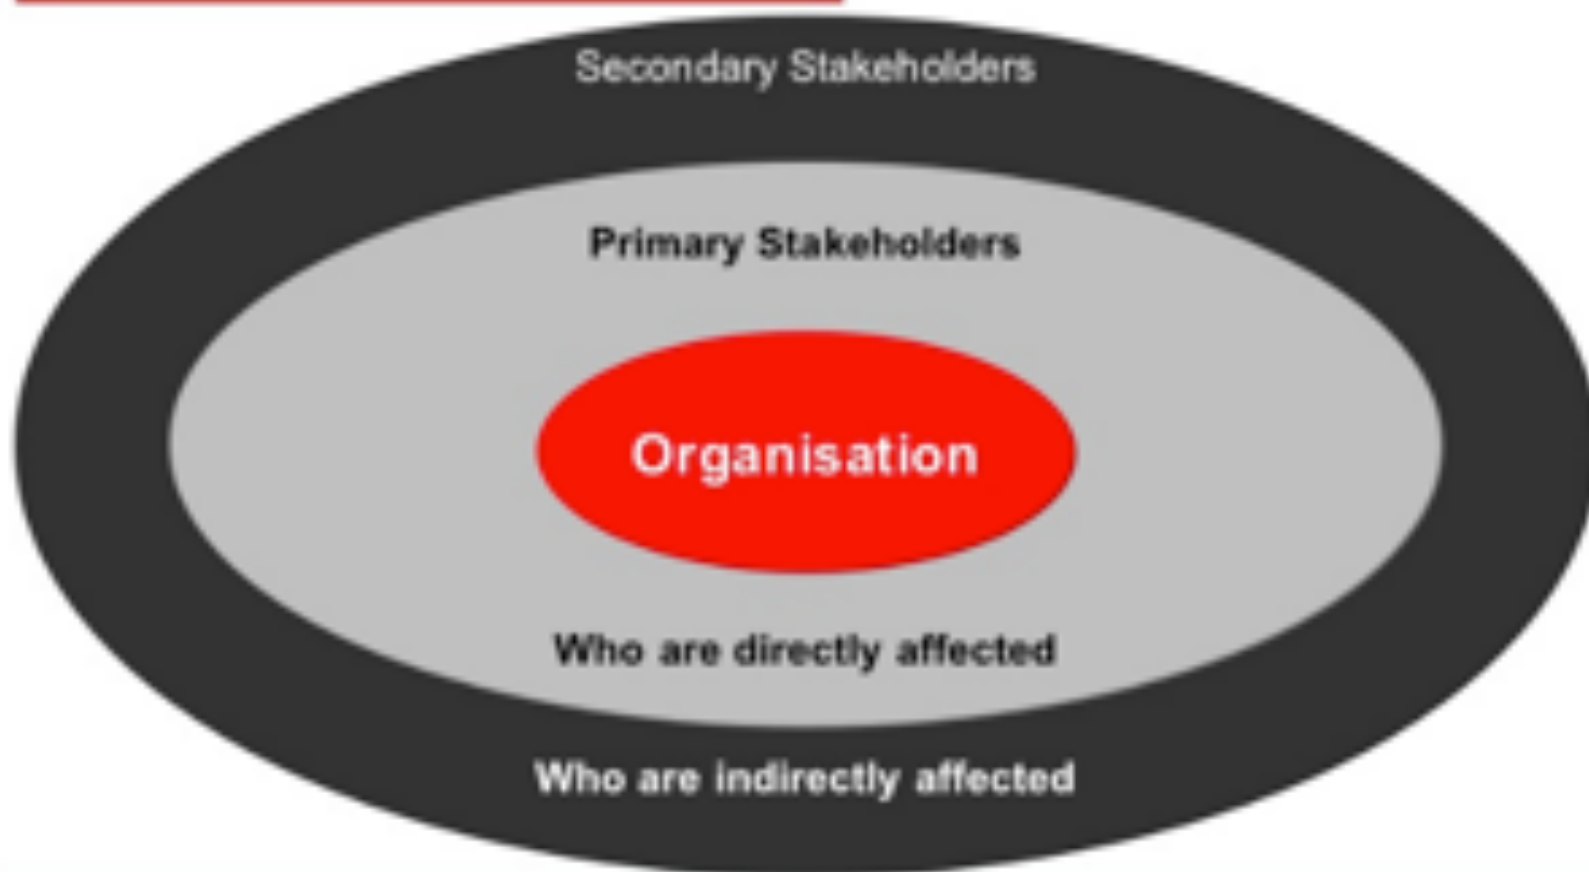 Secondary Stakeholders
Primary Stakeholders
Organisation
Who are directly affected
Who are indirectly affected